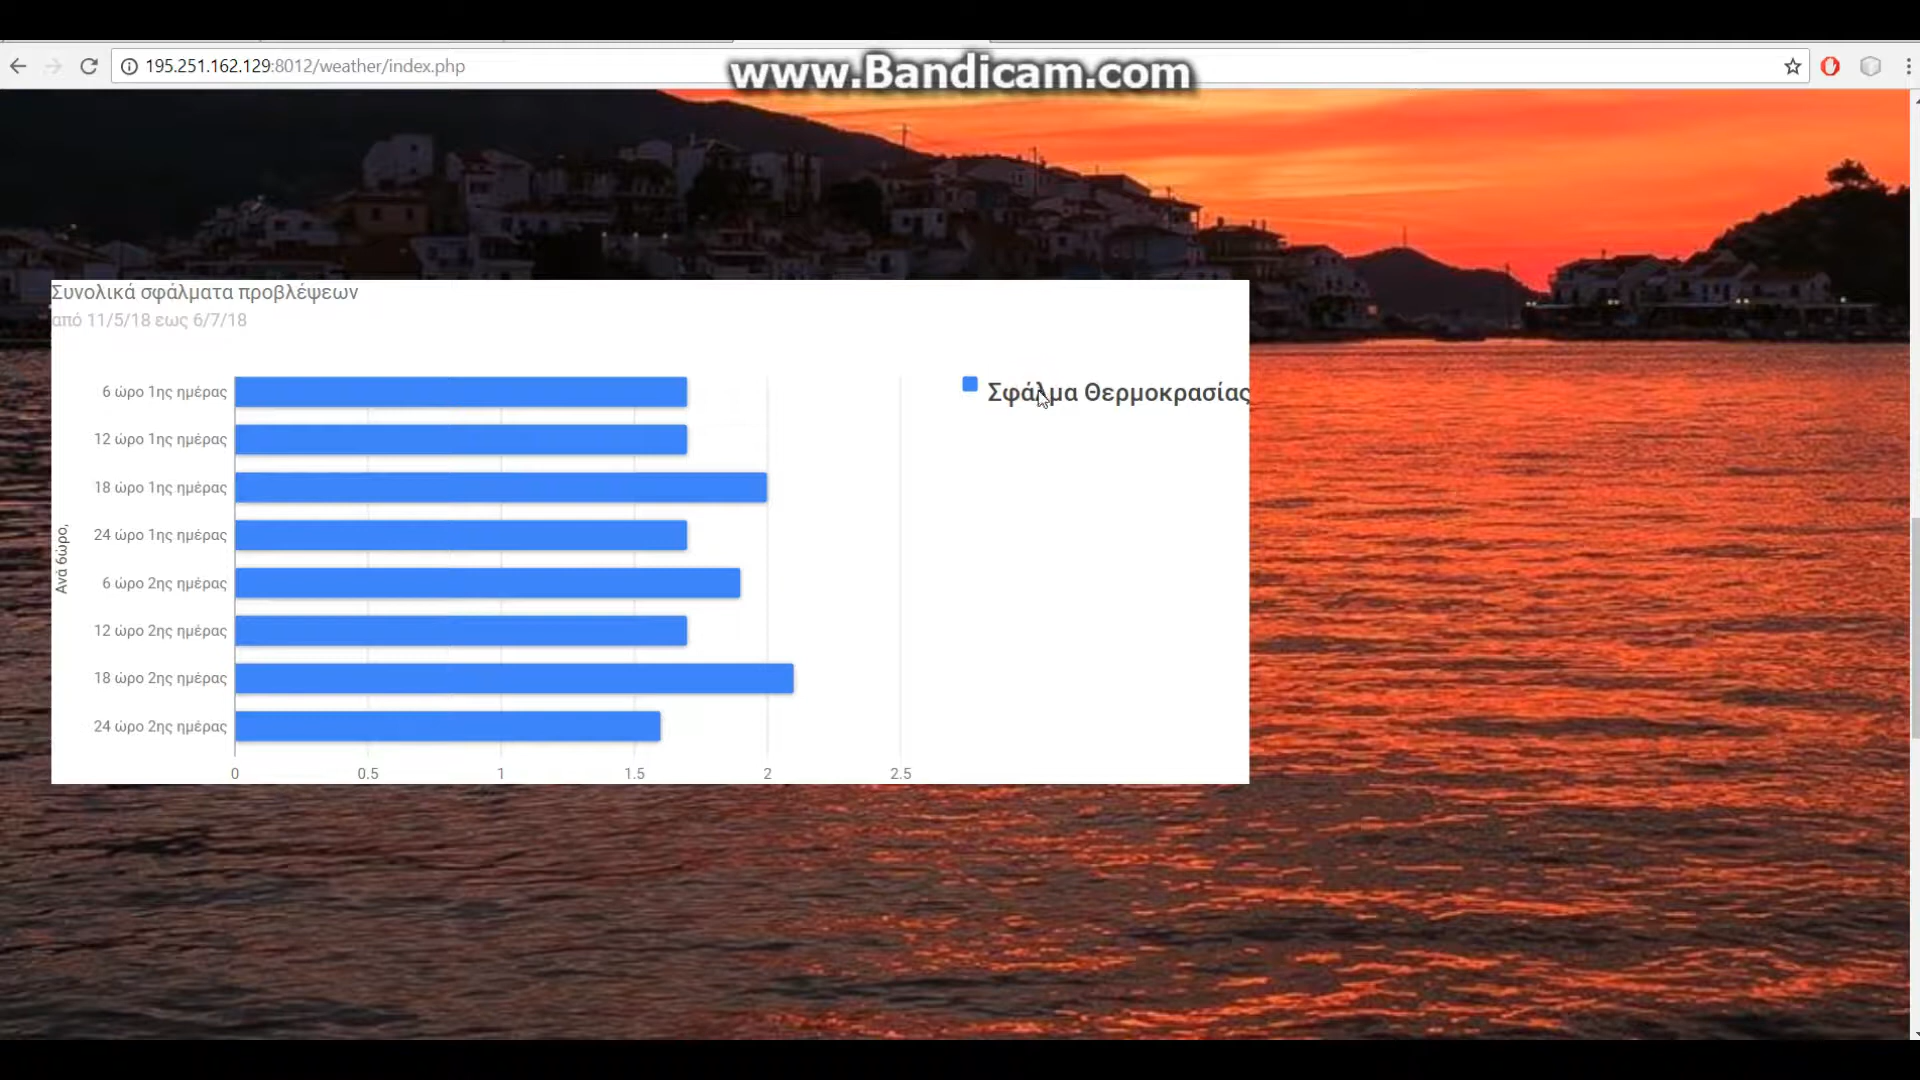 195.251.162.129:8012/weather/index.php
www.Bandicam.com
Συνολικά σφάλματα προβλέψεων
από 11/5/18 εως 6/7/18
Σφάλμα Θερμοκρασίας
Ανά 6ώρο,
6 ώρο 1ης ημέρας
12 ώρο 1ης ημέρας
18 ώρο 1ης ημέρας
24 ώρο 1ης ημέρας
6 ώρο 2ης ημέρας
12 ώρο 2ης ημέρας
18 ώρο 2ης ημέρας
24 ώρο 2ης ημέρας
0 0.5 1 1.5 2 2.5